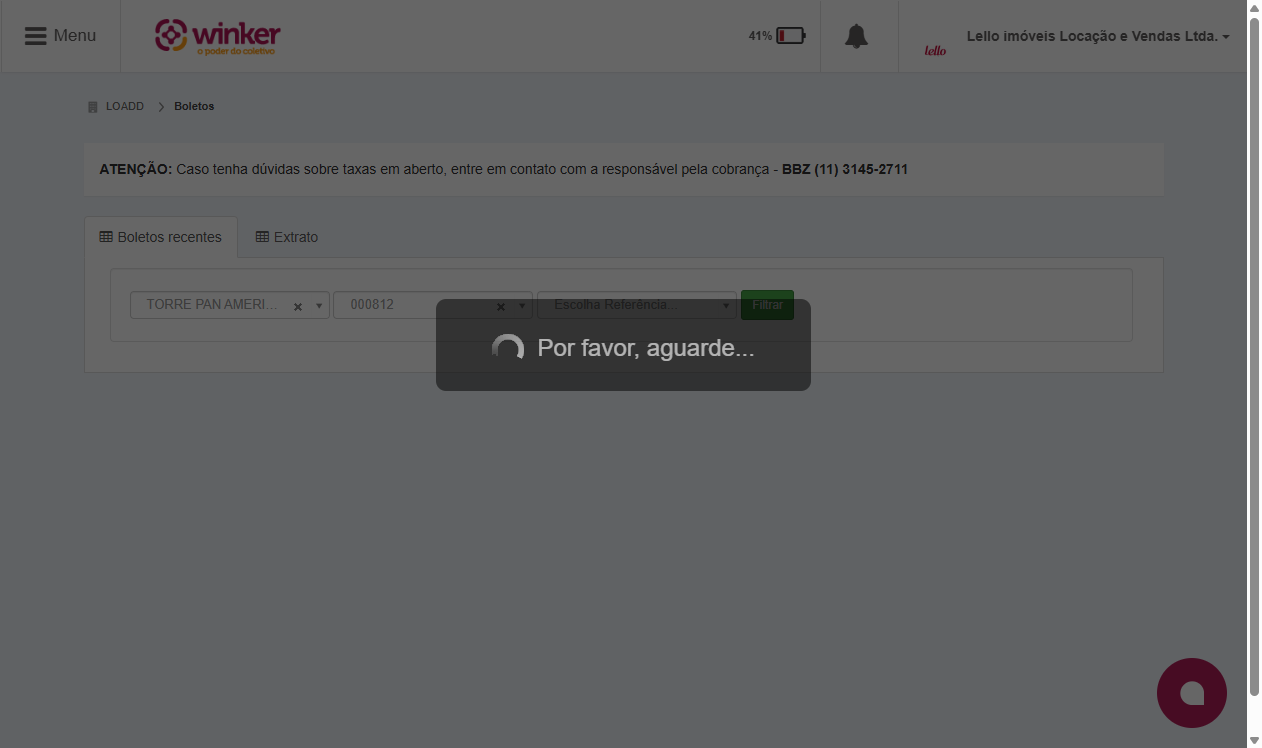 Menu
winker
o poder do coletivo
41%
lello
Lello imóveis Locação e Vendas Ltda.
LOADD
Boletos
ATENÇÃO: Caso tenha dúvidas sobre taxas em aberto, entre em contato com a responsável pela cobrança - BBZ (11) 3145-2711
Boletos recentes
Extrato
TORRE PAN AMERI...
000812
Escolha Referência...
Filtrar
Por favor, aguarde...